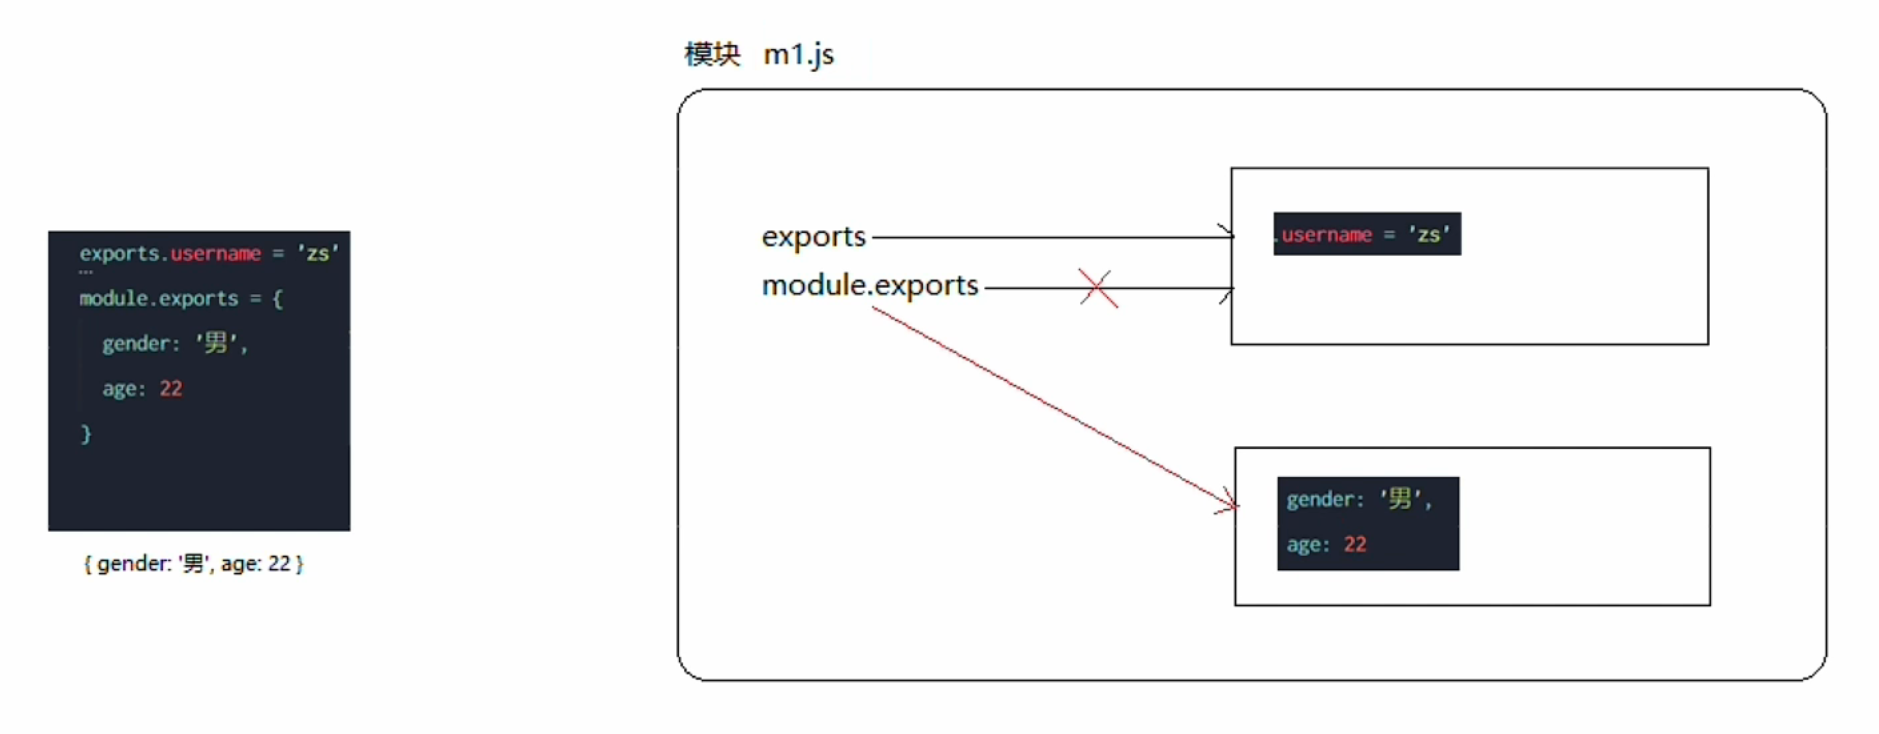 模块 m1.js
exports.username = 'zs'
module.exports = {
gender: '男',
age: 22
}
{ gender: '男', age: 22 }
exports
module.exports
.username = 'zs'
gender: '男',
age: 22